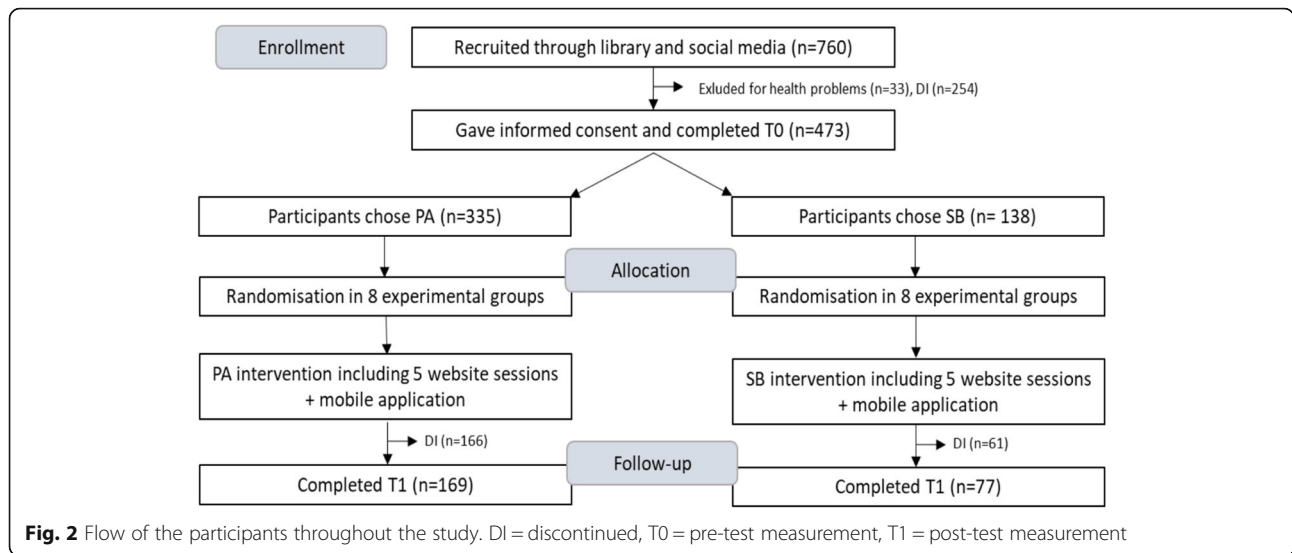 Enrollment
Recruited through library and social media (n=760)
Exluded for health problems (n=33), DI (n=254)
Gave informed consent and completed T0 (n=473)
Participants chose PA (n=335)
Participants chose SB (n= 138)
Allocation
Randomisation in 8 experimental groups
Randomisation in 8 experimental groups
PA intervention including 5 website sessions
+ mobile application
SB intervention including 5 website sessions
+ mobile application
DI (n=166)
DI (n=61)
Follow-up
Completed T1 (n=169)
Completed T1 (n=77)
Fig. 2 Flow of the participants throughout the study. DI = discontinued, T0 = pre-test measurement, T1 = post-test measurement